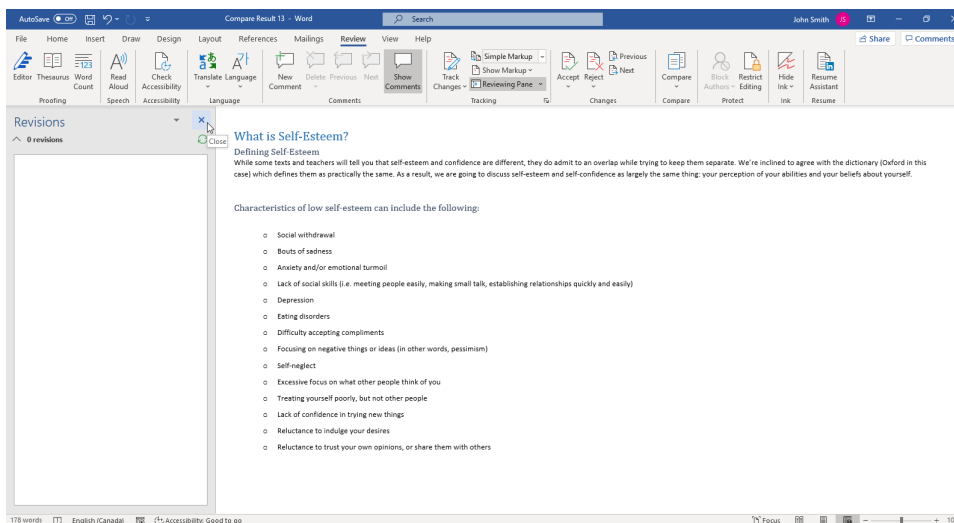 AutoSave Off Compare Result 13 - Word Search John Smith JS
File Home Insert Draw Design Layout References Mailings Review View Help Share Comments
Editor Thesaurus Word Count
Read Aloud
Check Accessibility
Translate Language
New Comment Delete Previous Next Show Comments
Track Changes Simple Markup
Show Markup
Reviewing Pane
Accept Reject Previous
Next
Compare
Block Authors Restrict Editing
Hide Ink
Resume Assistant
Proofing Speech Accessibility Language Comments Tracking Changes Compare Protect Ink Resume
Revisions
0 revisions
Close
What is Self-Esteem?
Defining Self-Esteem
While some texts and teachers will tell you that self-esteem and confidence are different, they do admit to an overlap while trying to keep them separate. We're inclined to agree with the dictionary (Oxford in this
case) which defines them as practically the same. As a result, we are going to discuss self-esteem and self-confidence as largely the same thing: your perception of your abilities and your beliefs about yourself.
Characteristics of low self-esteem can include the following:
o Social withdrawal
o Bouts of sadness
o Anxiety and/or emotional turmoil
o Lack of social skills (i.e. meeting people easily, making small talk, establishing relationships quickly and easily)
o Depression
o Eating disorders
o Difficulty accepting compliments
o Focusing on negative things or ideas (in other words, pessimism)
o Self-neglect
o Excessive focus on what other people think of you
o Treating yourself poorly, but not other people
o Lack of confidence in trying new things
o Reluctance to indulge your desires
o Reluctance to trust your own opinions, or share them with others
178 words English (Canada) Accessibility: Good to go Focus 10